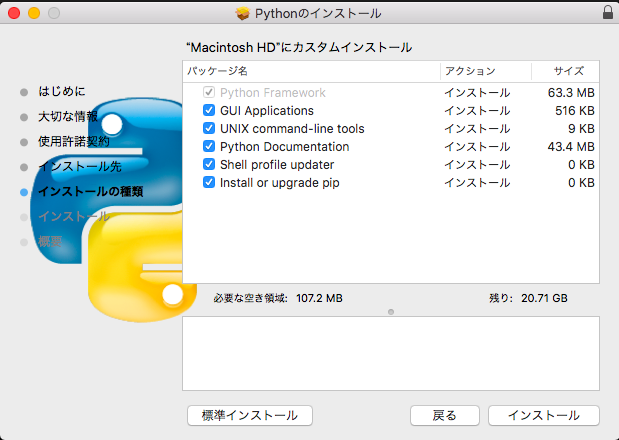 Pythonのインストール
"Macintosh HD"にカスタムインストール
はじめに
大切な情報
使用許諾契約
インストール先
インストールの種類
インストール
概要
パッケージ名 アクション サイズ
Python Framework インストール 63.3 MB
GUI Applications インストール 516 KB
UNIX command-line tools インストール 9 KB
Python Documentation インストール 43.4 MB
Shell profile updater インストール 0 KB
Install or upgrade pip インストール 0 KB
必要な空き領域: 107.2 MB 残り: 20.71 GB
標準インストール 戻る インストール